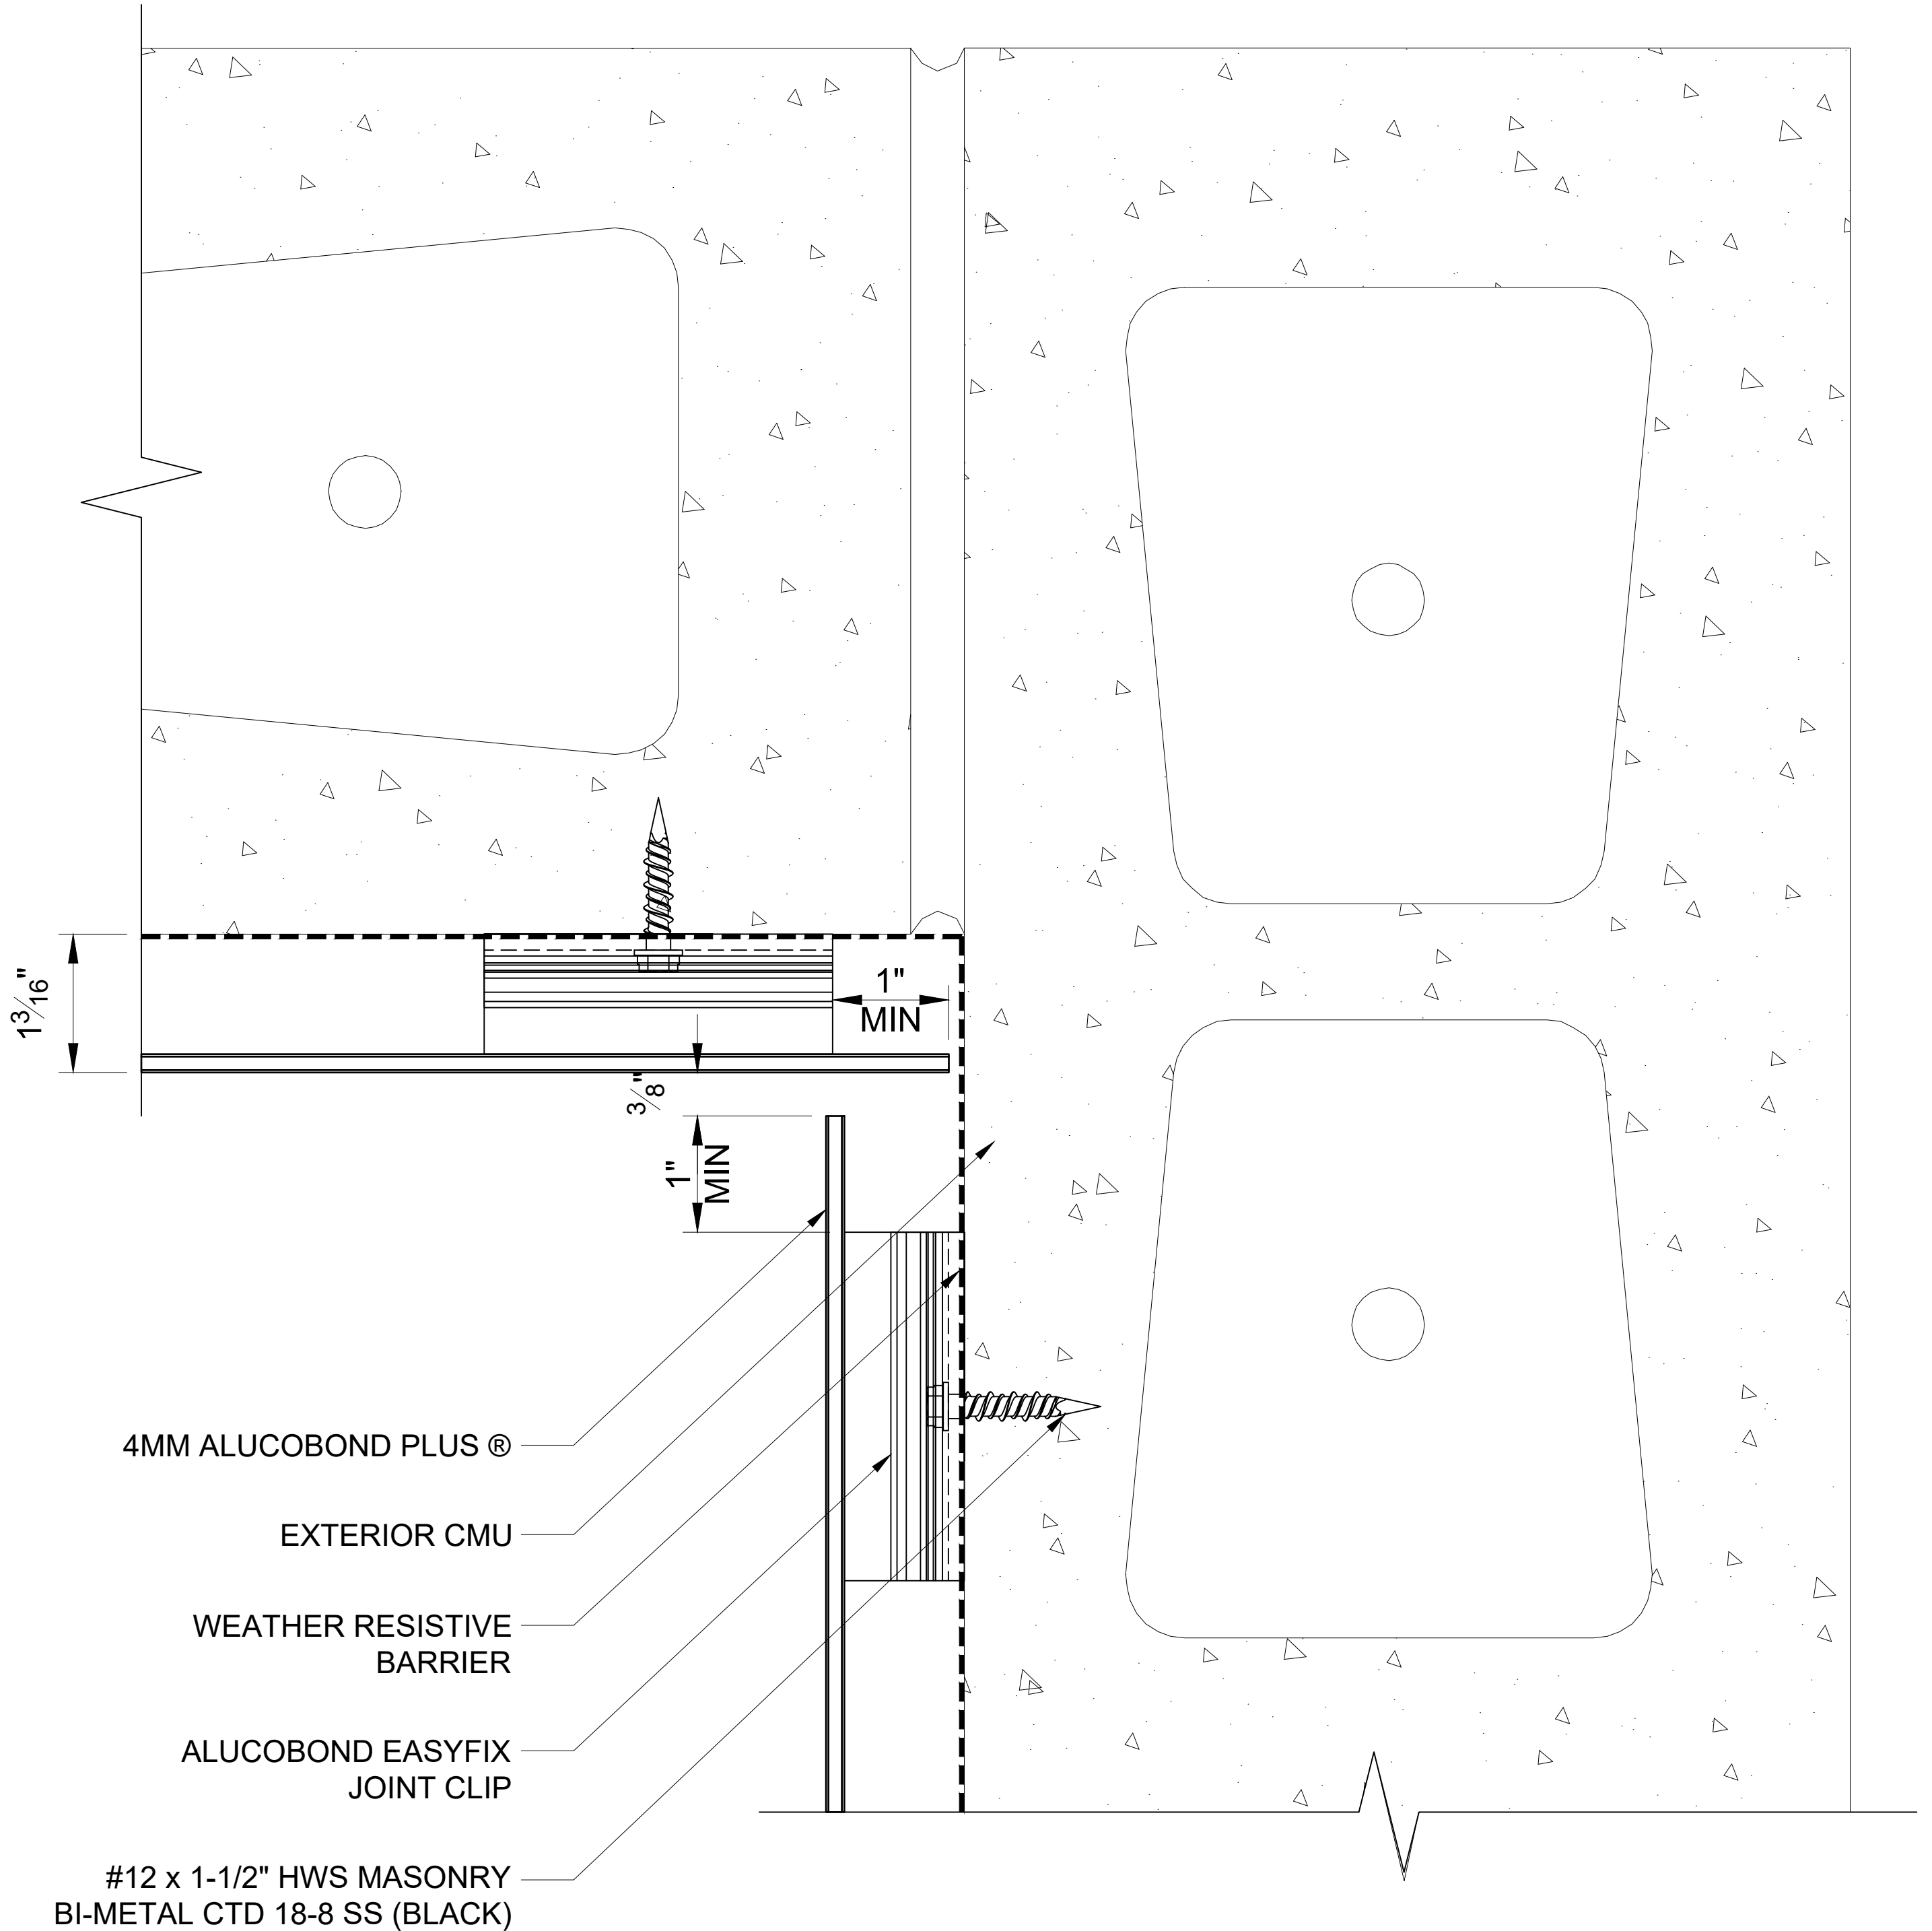 1 3/16"
1"
MIN
3/8"
1"
MIN
4MM ALUCOBOND PLUS ®
EXTERIOR CMU
WEATHER RESISTIVE
BARRIER
ALUCOBOND EASYFIX
JOINT CLIP
#12 x 1-1/2" HWS MASONRY
BI-METAL CTD 18-8 SS (BLACK)